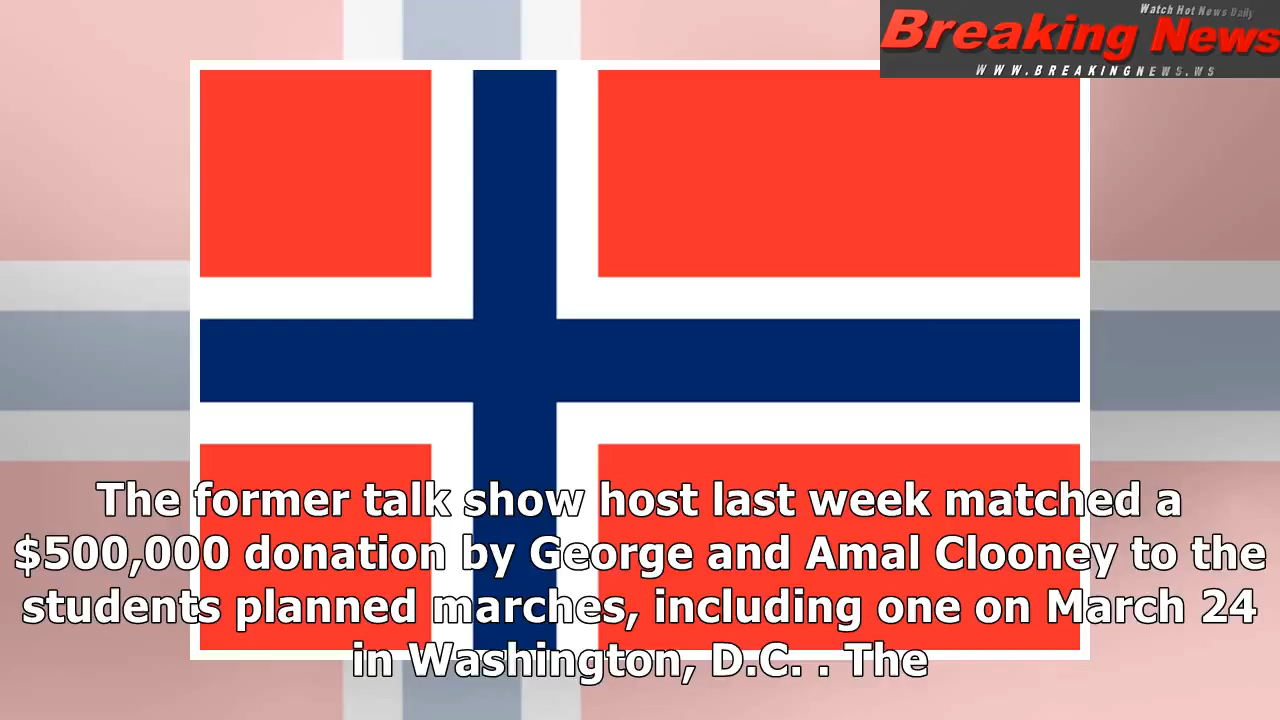 Watch Hot News Daily
Breaking News
WWW.BREAKINGNEWS.WS
The former talk show host last week matched a
$500,000 donation by George and Amal Clooney to the
students planned marches, including one on March 24
in Washington, D.C. . The